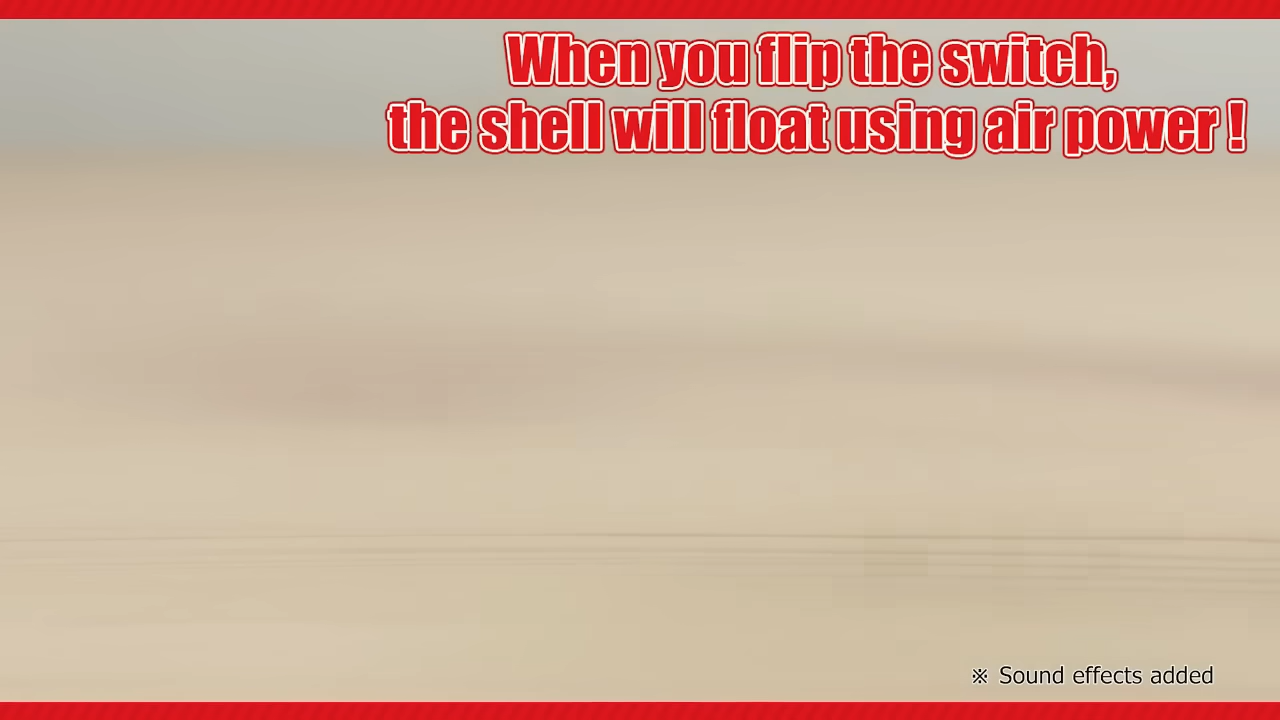 When you flip the switch,
the shell will float using air power !
※ Sound effects added